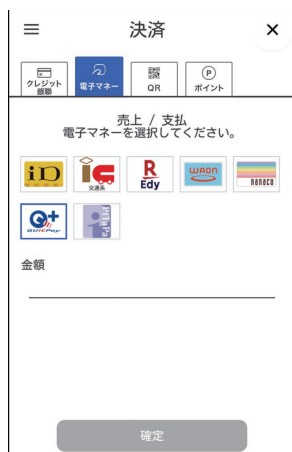 決済
クレジット
銀聯
電子マネー
QR
ポイント
売上 / 支払
電子マネーを選択してください。
iD
交通系
R
Edy
WAON
nanaco
Q+
QUICPay
PiTaPa
金額
確定